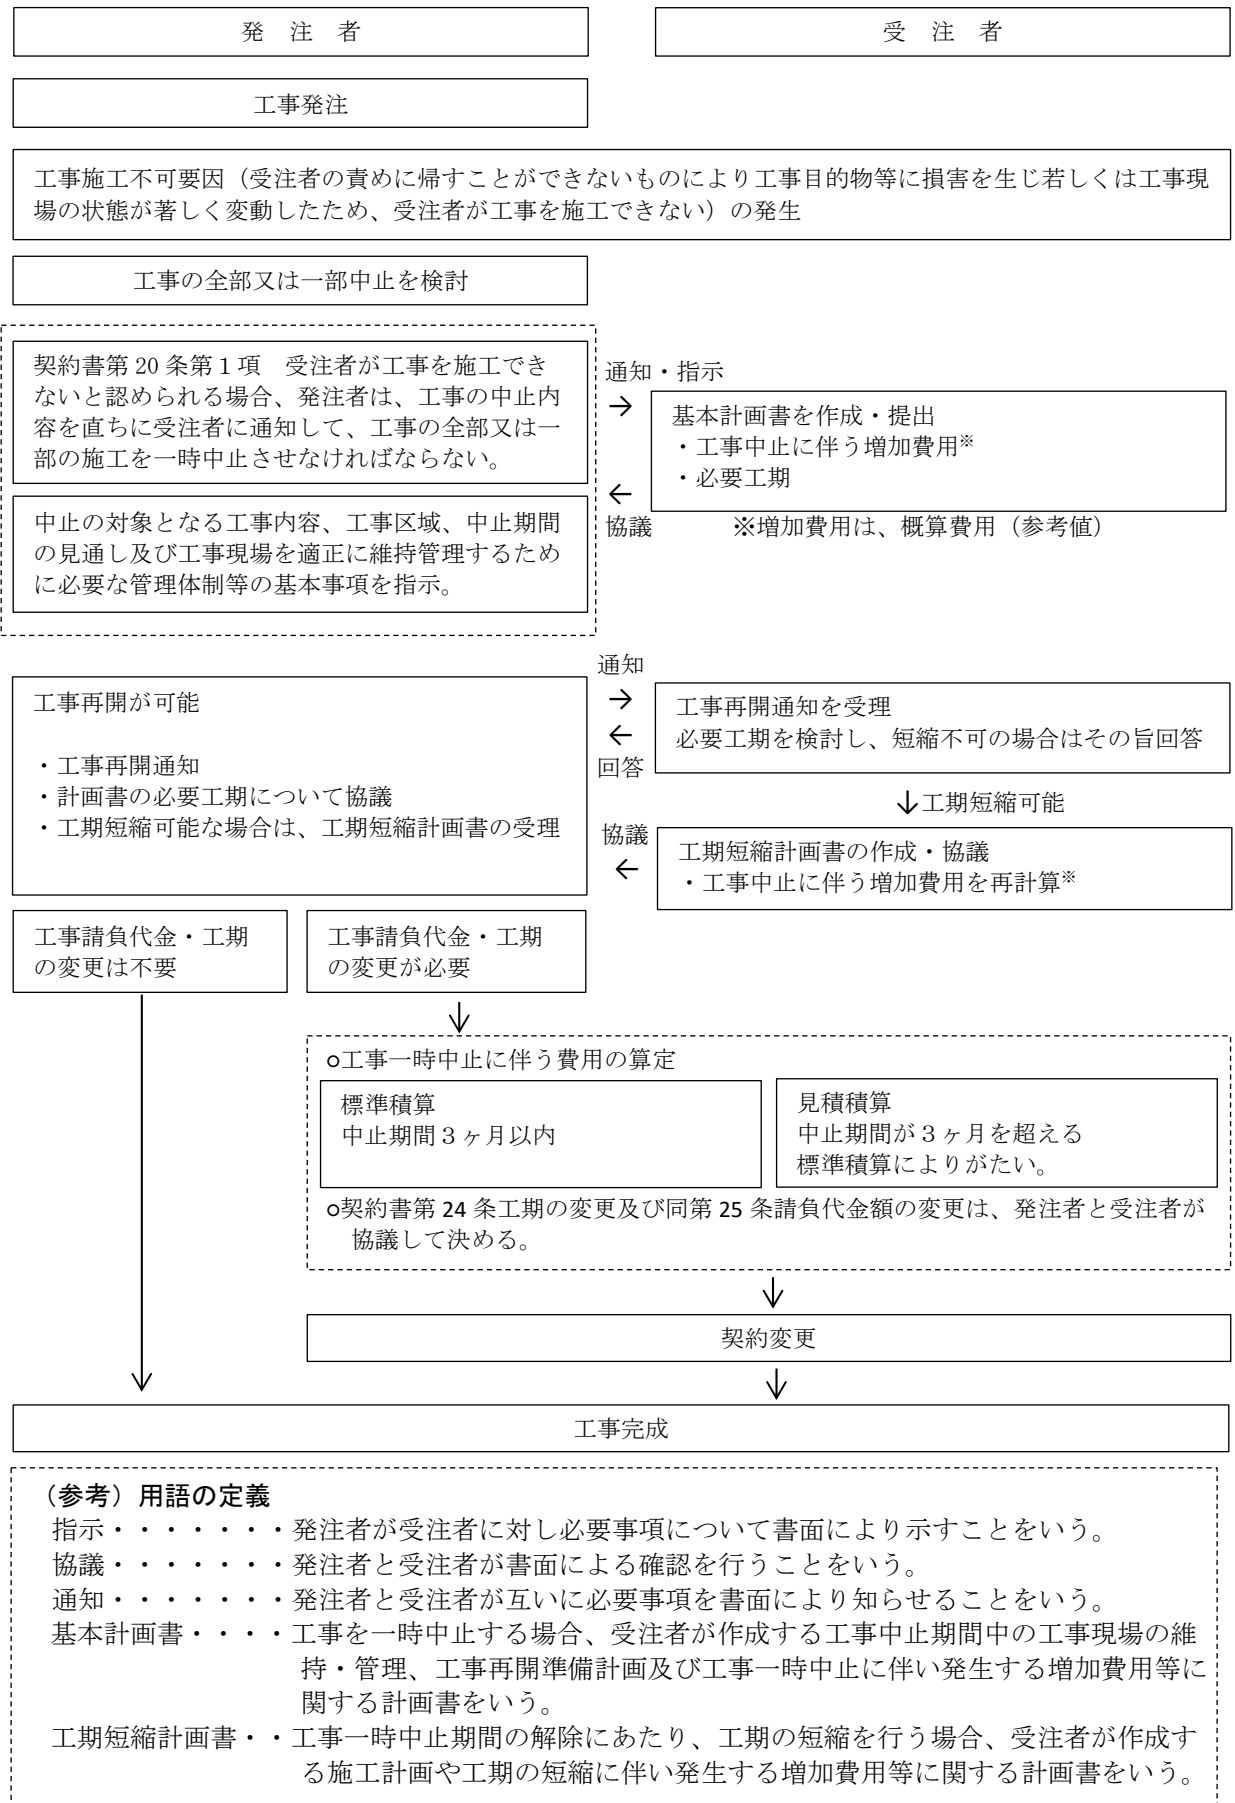 発 注 者
受 注 者
工事発注
工事施工不可要因（受注者の責めに帰すことができないものにより工事目的物等に損害を生じ若しくは工事現
場の状態が著しく変動したため、受注者が工事を施工できない）の発生
工事の全部又は一部中止を検討
契約書第 20 条第１項　受注者が工事を施工でき
ないと認められる場合、発注者は、工事の中止内
容を直ちに受注者に通知して、工事の全部又は一
部の施工を一時中止させなければならない。
中止の対象となる工事内容、工事区域、中止期間
の見通し及び工事現場を適正に維持管理するため
に必要な管理体制等の基本事項を指示。
通知・指示
→
基本計画書を作成・提出
・工事中止に伴う増加費用※
・必要工期
←
協議
※増加費用は、概算費用（参考値）
工事再開が可能
・工事再開通知
・計画書の必要工期について協議
・工期短縮可能な場合は、工期短縮計画書の受理
通知
→
←
回答
工事再開通知を受理
必要工期を検討し、短縮不可の場合はその旨回答
↓工期短縮可能
協議
←
工期短縮計画書の作成・協議
・工事中止に伴う増加費用を再計算※
工事請負代金・工期
の変更は不要
工事請負代金・工期
の変更が必要
○工事一時中止に伴う費用の算定
標準積算
中止期間３ヶ月以内
見積積算
中止期間が３ヶ月を超える
標準積算によりがたい。
○契約書第 24 条工期の変更及び同第 25 条請負代金額の変更は、発注者と受注者が
協議して決める。
契約変更
工事完成
（参考）用語の定義
指示・・・・・・・発注者が受注者に対し必要事項について書面により示すことをいう。
協議・・・・・・・発注者と受注者が書面による確認を行うことをいう。
通知・・・・・・・発注者と受注者が互いに必要事項を書面により知らせることをいう。
基本計画書・・・・工事を一時中止する場合、受注者が作成する工事中止期間中の工事現場の維
持・管理、工事再開準備計画及び工事一時中止に伴い発生する増加費用等に
関する計画書をいう。
工期短縮計画書・・工事一時中止期間の解除にあたり、工期の短縮を行う場合、受注者が作成す
る施工計画や工期の短縮に伴い発生する増加費用等に関する計画書をいう。